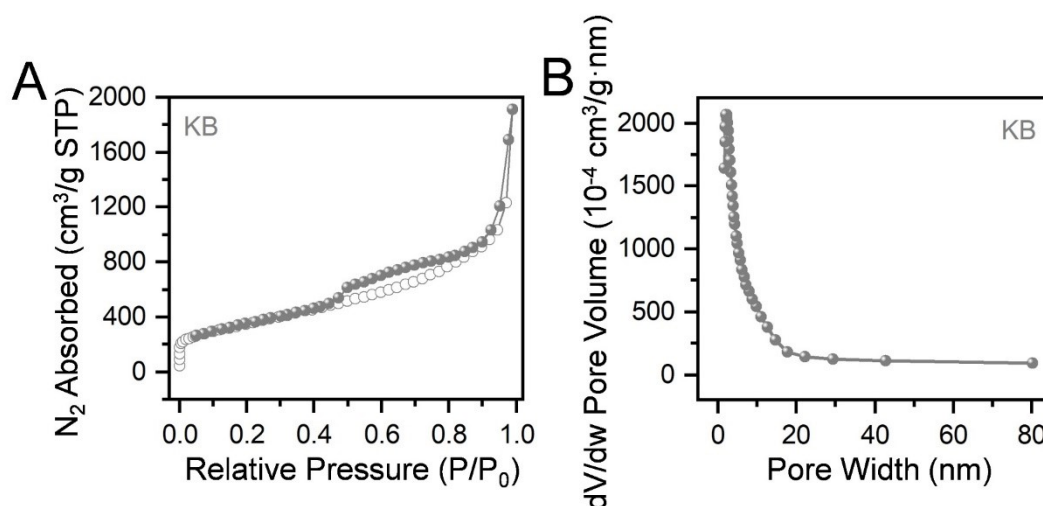 A
N₂ Absorbed (cm³/g STP)
2000
1600
1200
800
400
0
KB
0.0 0.2 0.4 0.6 0.8 1.0
Relative Pressure (P/P₀)
B
dV/dw Pore Volume (10⁻⁴ cm³/g·nm)
2000
1500
1000
500
0
KB
0 20 40 60 80
Pore Width (nm)